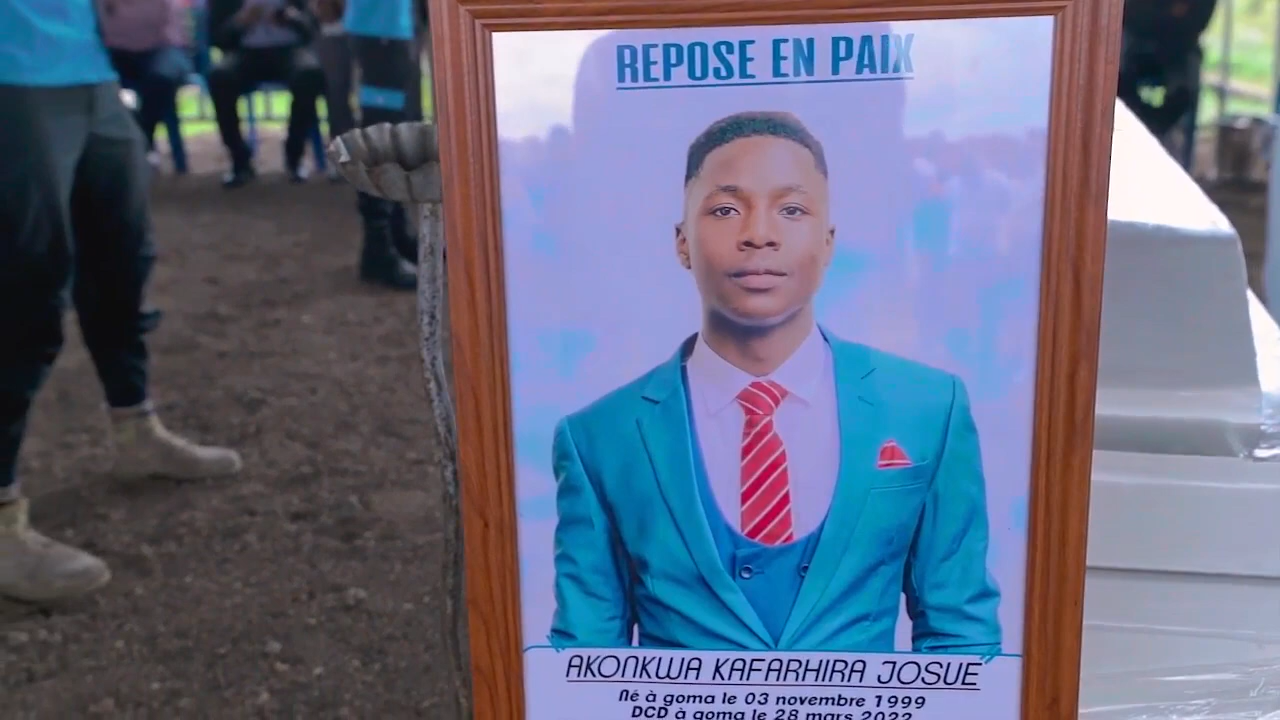 REPOSE EN PAIX
AKONKWA KAFARHIRA JOSUE
Né à goma le 03 novembre 1999
DCD à goma le 28 mars 2022